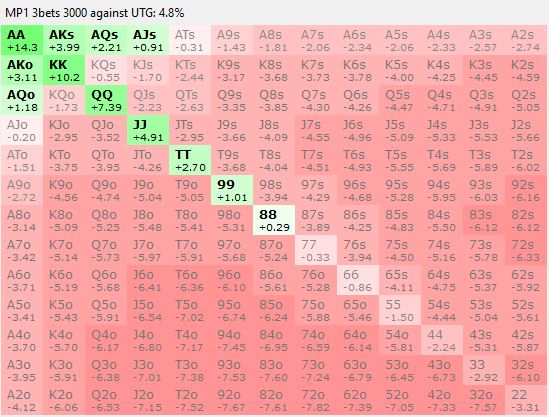 MP1 3bets 3000 against UTG: 4.8%
AA AKs AQs AJs ATs A9s A8s A7s A6s A5s A4s A3s A2s
+14.3 +3.99 +2.21 +0.91 -0.31 -1.43 -1.81 -2.06 -2.34 -2.06 -2.33 -2.57 -2.74
AKo KK KQs KJs KTs K9s K8s K7s K6s K5s K4s K3s K2s
+3.11 +10.2 -0.55 -1.70 -2.44 -3.17 -3.68 -3.73 -3.78 -4.00 -4.25 -4.45 -4.59
AQo KQo QQ QJs QTs Q9s Q8s Q7s Q6s Q5s Q4s Q3s Q2s
+1.18 -1.73 +7.39 -2.23 -2.63 -3.35 -3.85 -4.30 -4.26 -4.47 -4.71 -4.91 -5.05
AJo KJo QJo JJ JTs J9s J8s J7s J6s J5s J4s J3s J2s
-0.20 -2.95 -3.52 +4.91 -2.95 -3.66 -4.09 -4.55 -4.96 -5.09 -5.33 -5.53 -5.66
ATo KTo QTo JTo TT T9s T8s T7s T6s T5s T4s T3s T2s
-1.51 -3.75 -3.95 -4.26 +2.70 -3.68 -4.04 -4.51 -4.93 -5.55 -5.69 -5.89 -6.02
A9o K9o Q9o J9o T9o 99 98s 97s 96s 95s 94s 93s 92s
-2.72 -4.56 -4.74 -5.04 -5.05 +1.01 -3.94 -4.29 -4.68 -5.28 -5.95 -6.03 -6.16
A8o K8o Q8o J8o T8o 98o 88 87s 86s 85s 84s 83s 82s
-3.14 -5.09 -5.25 -5.48 -5.41 -5.31 +0.29 -3.89 -4.25 -4.83 -5.50 -6.12 -6.12
A7o K7o Q7o J7o T7o 97o 87o 77 76s 75s 74s 73s 72s
-3.42 -5.14 -5.73 -5.97 -5.91 -5.68 -5.24 -0.33 -3.94 -4.50 -5.16 -5.78 -6.33
A6o K6o Q6o J6o T6o 96o 86o 76o 66 65s 64s 63s 62s
-3.71 -5.19 -5.68 -6.41 -6.36 -6.10 -5.61 -5.28 -0.86 -4.11 -4.75 -5.37 -5.92
A5o K5o Q5o J5o T5o 95o 85o 75o 65o 55 54s 53s 52s
-3.41 -5.43 -5.91 -6.54 -7.02 -6.74 -6.24 -5.88 -5.46 -1.50 -4.44 -5.04 -5.61
A4o K4o Q4o J4o T4o 94o 84o 74o 64o 54o 44 43s 42s
-3.70 -5.70 -6.17 -6.80 -7.17 -7.45 -6.95 -6.59 -6.14 -5.81 -2.24 -5.31 -5.87
A3o K3o Q3o J3o T3o 93o 83o 73o 63o 53o 43o 33 32s
-3.95 -5.91 -6.38 -7.01 -7.38 -7.53 -7.60 -7.24 -6.79 -6.45 -6.73 -2.92 -6.10
A2o K2o Q2o J2o T2o 92o 82o 72o 62o 52o 42o 32o 22
-4.12 -6.06 -6.53 -7.15 -7.52 -7.67 -7.61 -7.82 -7.39 -7.05 -7.33 -7.57 -3.31